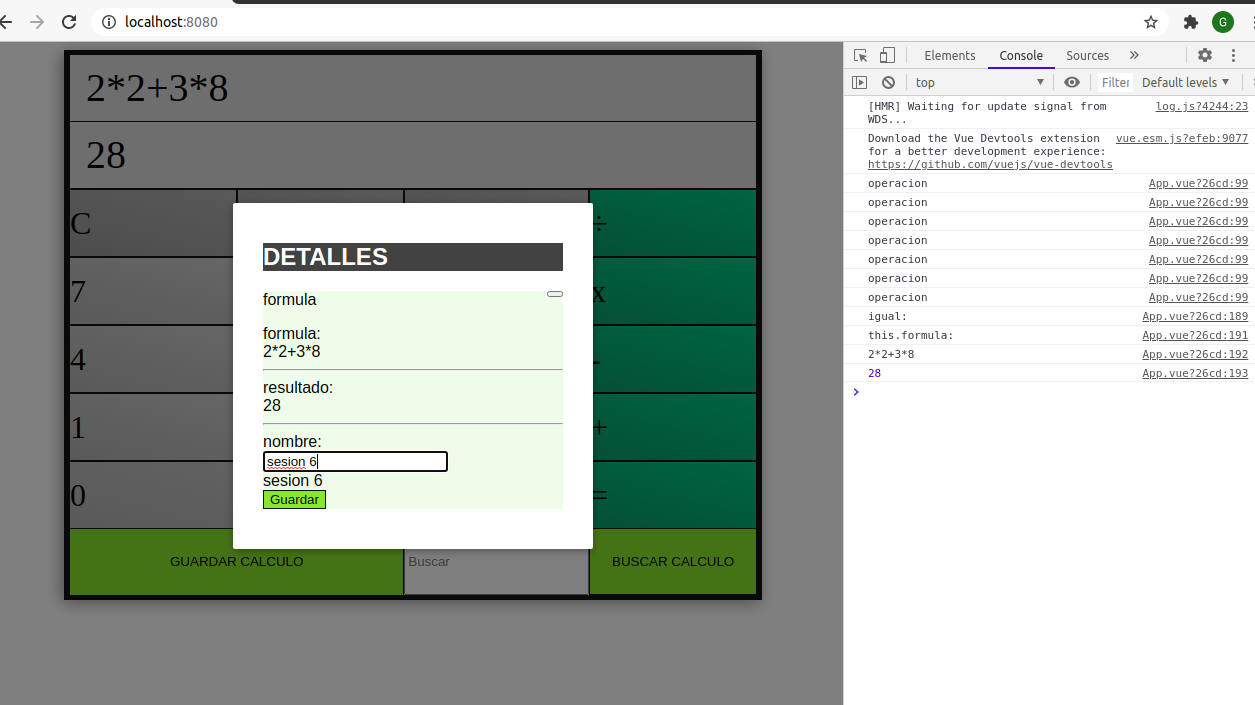 localhost:8080
G
2*2+3*8
28
C
÷
7
x
4
-
1
+
0
=
GUARDAR CALCULO
Buscar
BUSCAR CALCULO
DETALLES
formula
formula:
2*2+3*8
resultado:
28
nombre:
sesion 6
sesion 6
Guardar
Elements Console Sources »
top Filter Default levels
[HMR] Waiting for update signal from log.js?4244:23
WDS...
Download the Vue Devtools extension vue.esm.js?efeb:9077
for a better development experience:
https://github.com/vuejs/vue-devtools
operacion App.vue?26cd:99
operacion App.vue?26cd:99
operacion App.vue?26cd:99
operacion App.vue?26cd:99
operacion App.vue?26cd:99
operacion App.vue?26cd:99
operacion App.vue?26cd:99
igual: App.vue?26cd:189
this.formula: App.vue?26cd:191
2*2+3*8 App.vue?26cd:192
28 App.vue?26cd:193